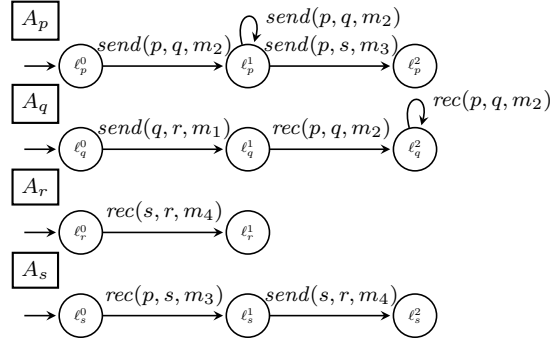 A_p
send(p, q, m_2)
send(p, q, m_2)
send(p, s, m_3)
ℓ_p^0
ℓ_p^1
ℓ_p^2
A_q
rec(p, q, m_2)
send(q, r, m_1)
rec(p, q, m_2)
ℓ_q^0
ℓ_q^1
ℓ_q^2
A_r
rec(s, r, m_4)
ℓ_r^0
ℓ_r^1
A_s
rec(p, s, m_3)
send(s, r, m_4)
ℓ_s^0
ℓ_s^1
ℓ_s^2